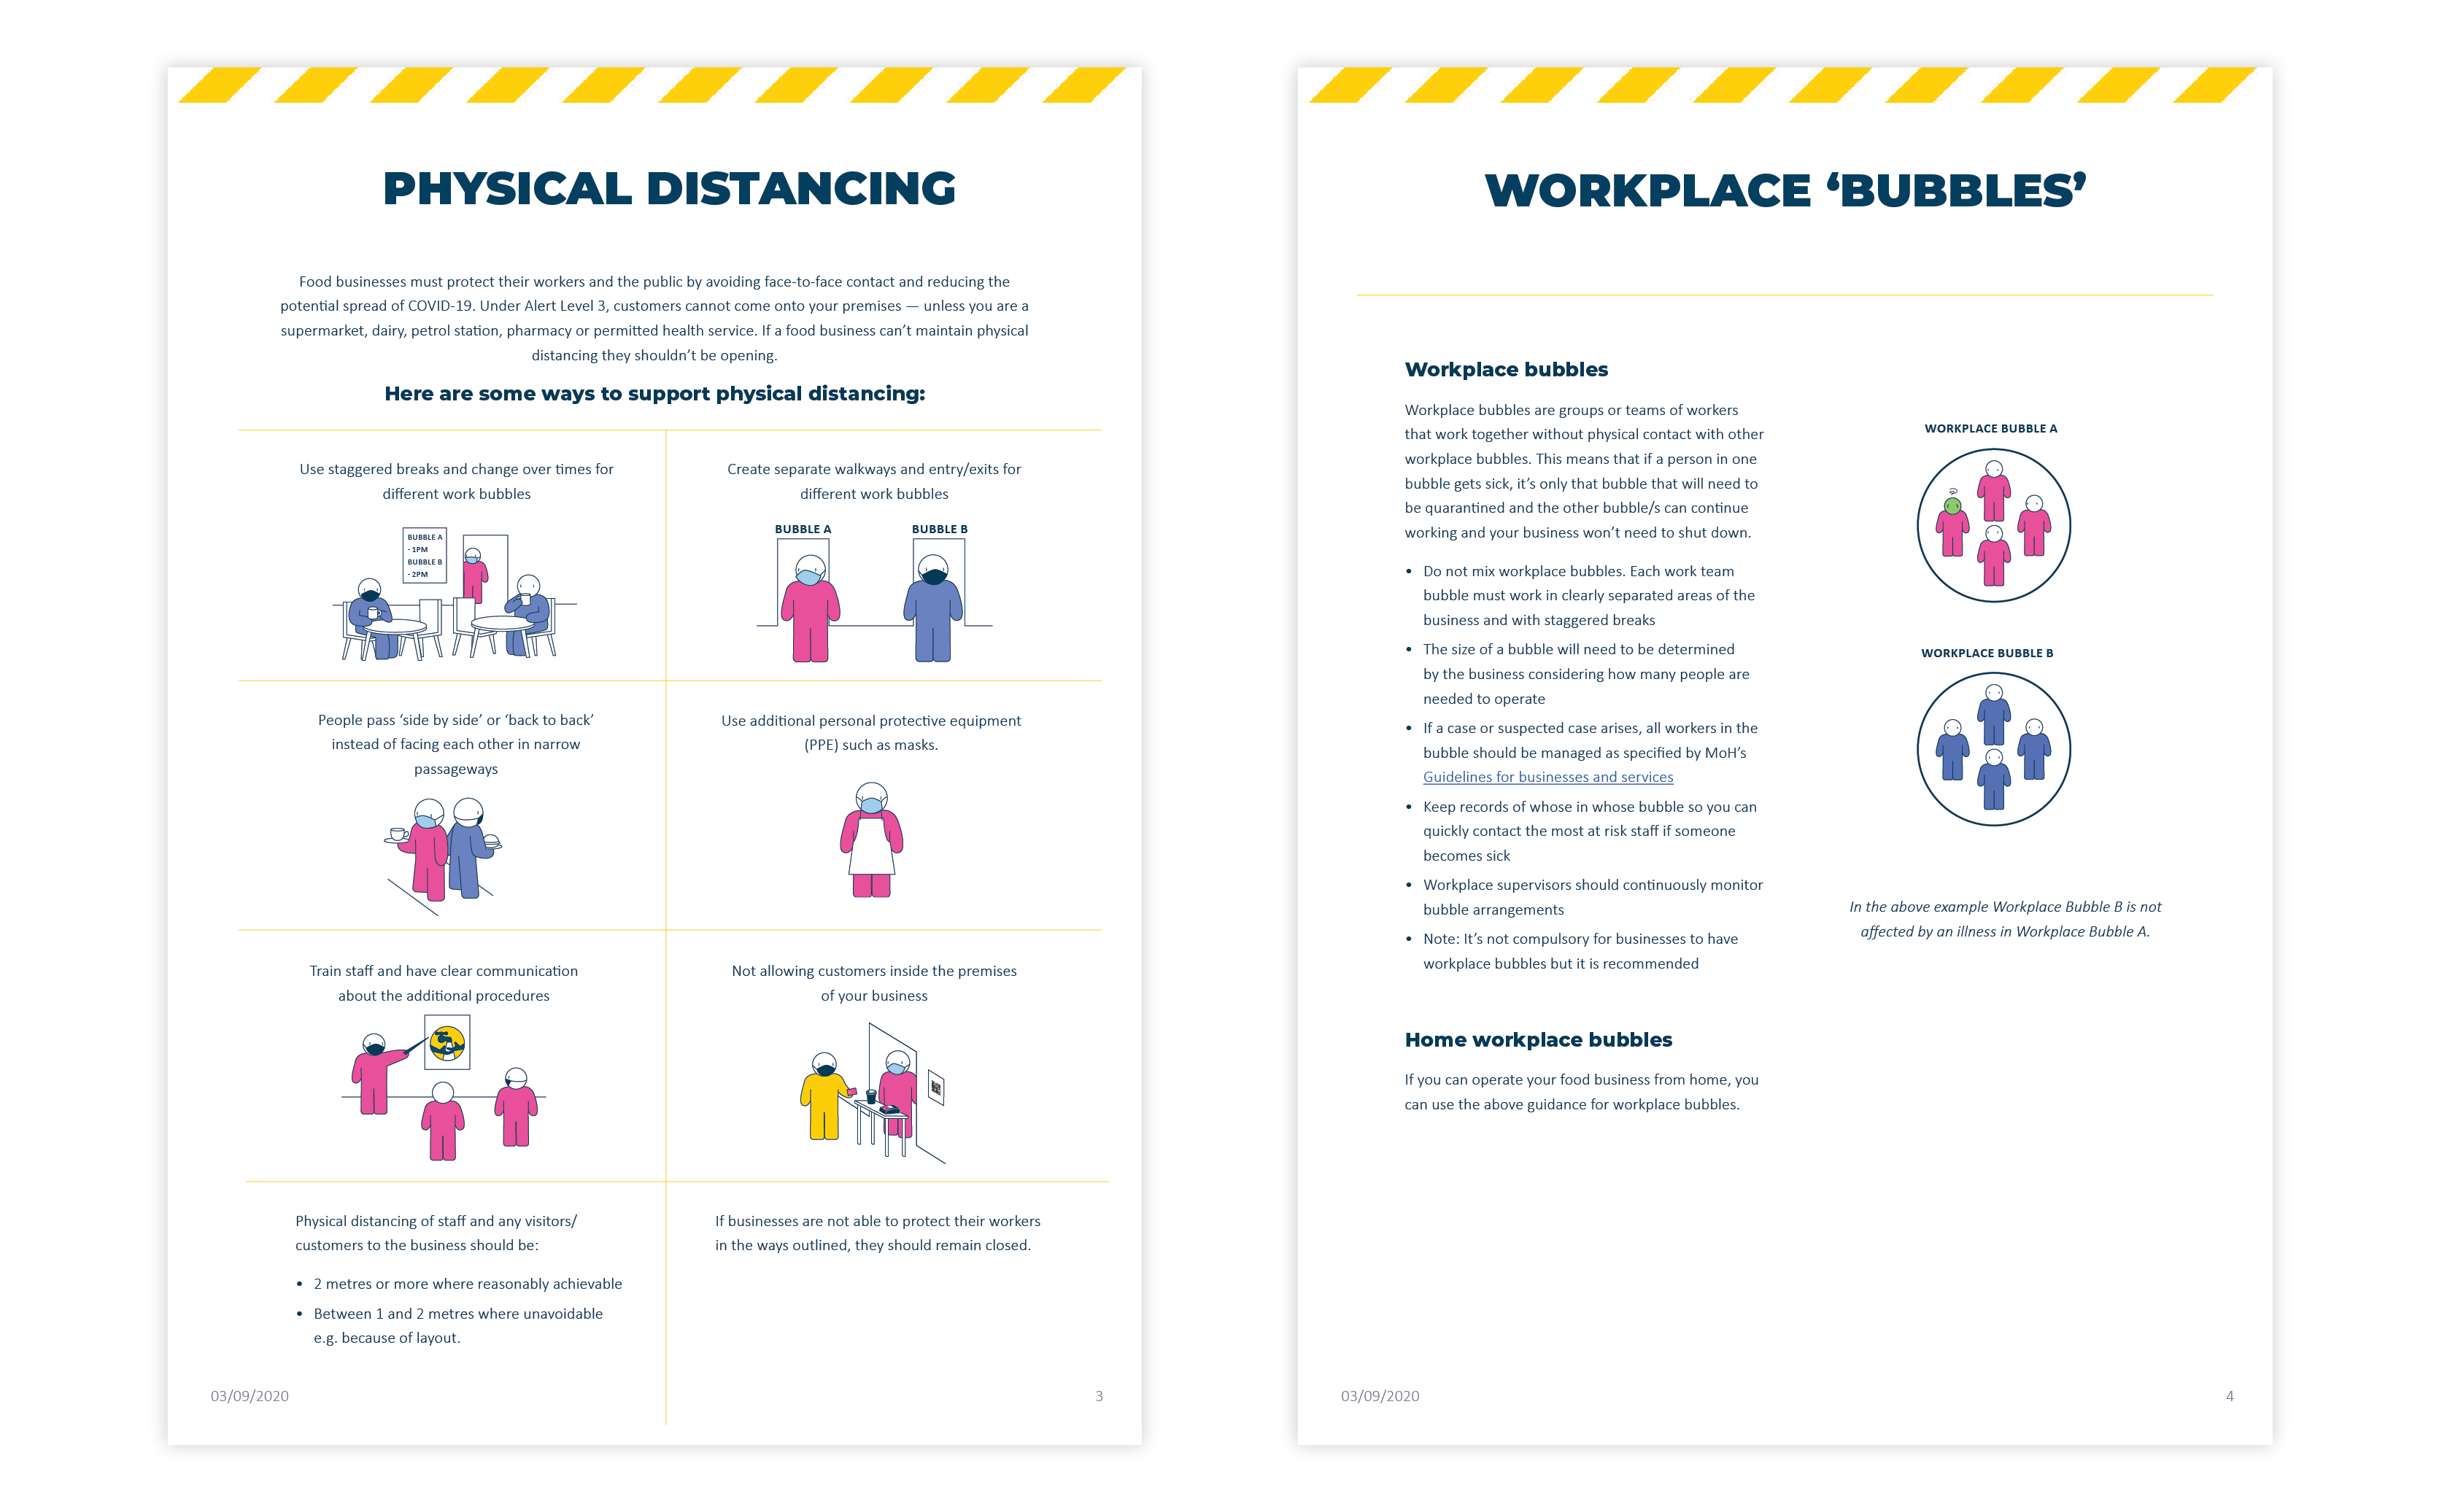 PHYSICAL DISTANCING
Food businesses must protect their workers and the public by avoiding face-to-face contact and reducing the
potential spread of COVID-19. Under Alert Level 3, customers cannot come onto your premises — unless you are a
supermarket, dairy, petrol station, pharmacy or permitted health service. If a food business can’t maintain physical
distancing they shouldn’t be opening.
Here are some ways to support physical distancing:
Use staggered breaks and change over times for
different work bubbles
BUBBLE A
- 1PM
BUBBLE B
- 2PM
Create separate walkways and entry/exits for
different work bubbles
BUBBLE A
BUBBLE B
People pass ‘side by side’ or ‘back to back’
instead of facing each other in narrow
passageways
Use additional personal protective equipment
(PPE) such as masks.
Train staff and have clear communication
about the additional procedures
Not allowing customers inside the premises
of your business
Physical distancing of staff and any visitors/
customers to the business should be:
• 2 metres or more where reasonably achievable
• Between 1 and 2 metres where unavoidable
e.g. because of layout.
If businesses are not able to protect their workers
in the ways outlined, they should remain closed.
03/09/2020
3
WORKPLACE ‘BUBBLES’
Workplace bubbles
Workplace bubbles are groups or teams of workers
that work together without physical contact with other
workplace bubbles. This means that if a person in one
bubble gets sick, it’s only that bubble that will need to
be quarantined and the other bubble/s can continue
working and your business won’t need to shut down.
• Do not mix workplace bubbles. Each work team
bubble must work in clearly separated areas of the
business and with staggered breaks
• The size of a bubble will need to be determined
by the business considering how many people are
needed to operate
• If a case or suspected case arises, all workers in the
bubble should be managed as specified by MoH’s
Guidelines for businesses and services
• Keep records of whose in whose bubble so you can
quickly contact the most at risk staff if someone
becomes sick
• Workplace supervisors should continuously monitor
bubble arrangements
• Note: It’s not compulsory for businesses to have
workplace bubbles but it is recommended
Home workplace bubbles
If you can operate your food business from home, you
can use the above guidance for workplace bubbles.
WORKPLACE BUBBLE A
WORKPLACE BUBBLE B
In the above example Workplace Bubble B is not
affected by an illness in Workplace Bubble A.
03/09/2020
4